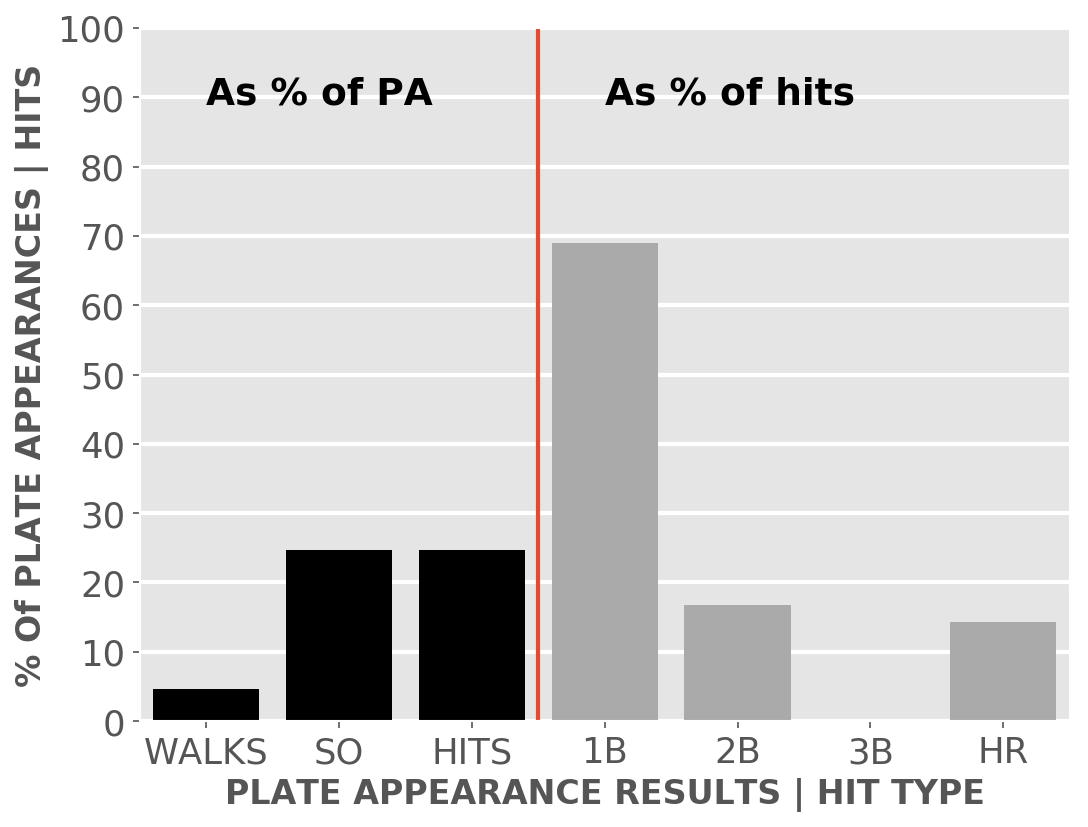 100
90
80
70
60
50
40
30
20
10
0
% Of PLATE APPEARANCES | HITS
As % of PA
As % of hits
WALKS SO HITS 1B 2B 3B HR
PLATE APPEARANCE RESULTS | HIT TYPE